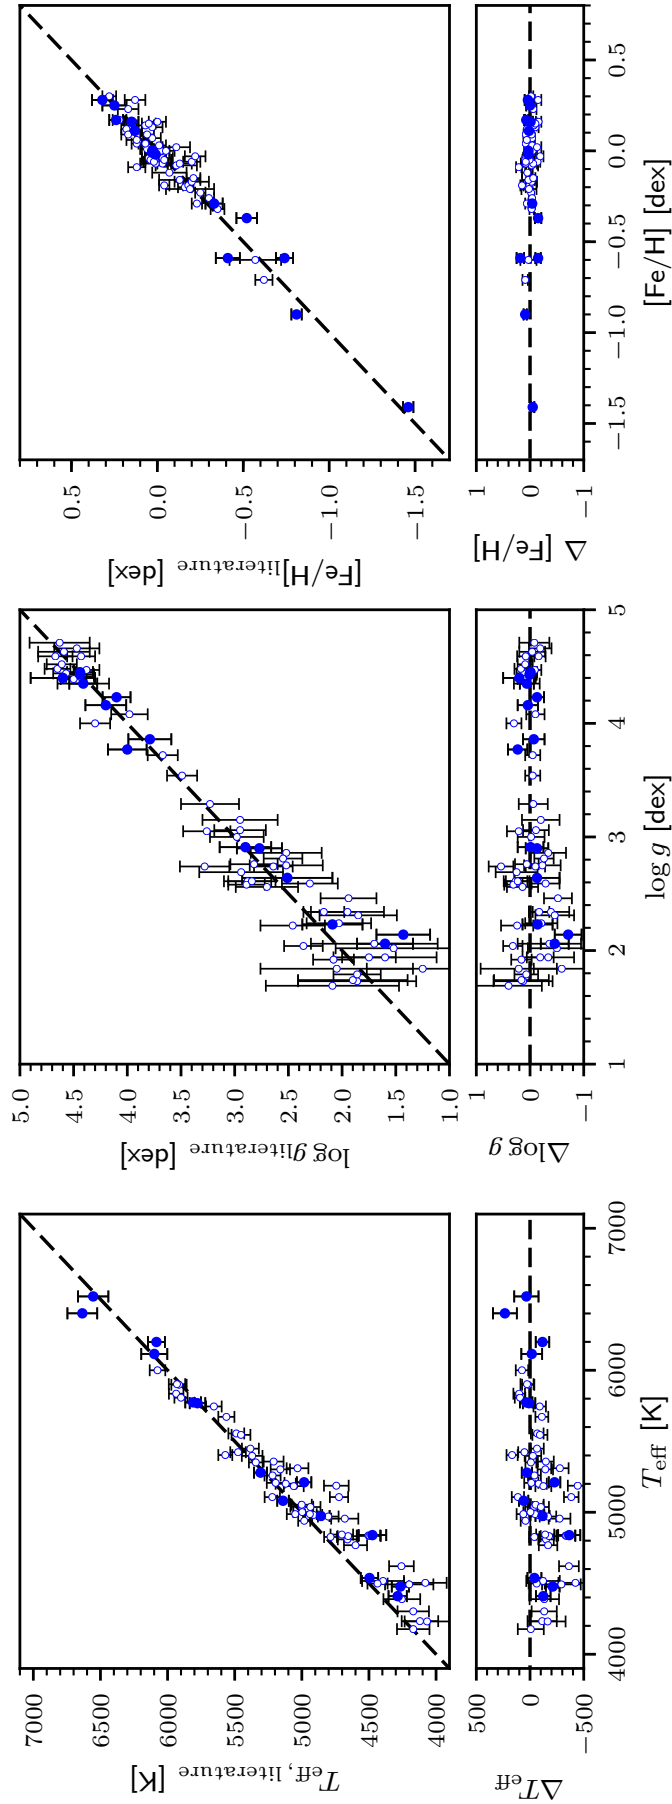 T_eff, literature [K]
7000
6500
6000
5500
5000
4500
4000
ΔT_eff
500
0
−500
4000 5000 6000 7000
T_eff [K]
log g_literature [dex]
5.0
4.5
4.0
3.5
3.0
2.5
2.0
1.5
1.0
Δlog g
1
0
−1
1 2 3 4 5
log g [dex]
[Fe/H]_literature [dex]
0.5
0.0
−0.5
−1.0
−1.5
Δ [Fe/H]
1
0
−1
−1.5 −1.0 −0.5 0.0 0.5
[Fe/H] [dex]